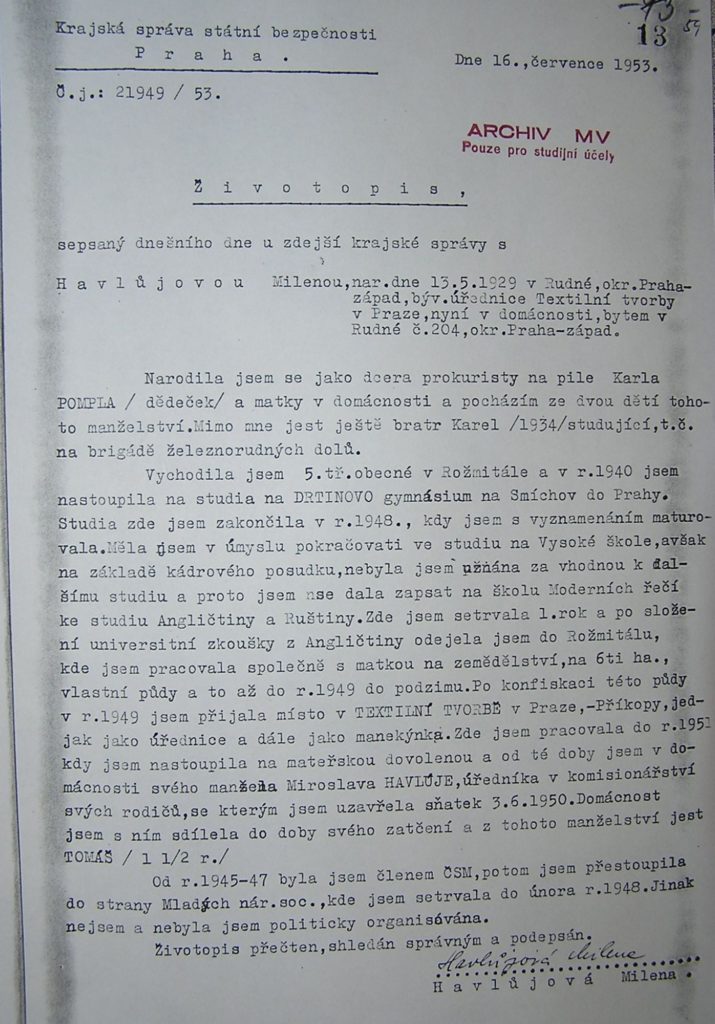 13
13
59
Krajská správa státní bezpečnosti
P r a h a .
Dne 16.,července 1953.
Č.j.: 21949 / 53.
ARCHIV MV
Pouze pro studijní účely
Ž i v o t o p i s ,
sepsaný dnešního dne u zdejší krajské správy s
H a v l ů j o v o u Milenou,nar.dne 13.5.1929 v Rudné,okr.Praha-
západ,býv.úřednice Textilní tvorby
v Praze,nyní v domácnosti,bytem v
Rudné č.204,okr.Praha-západ.
Narodila jsem se jako dcera prokuristy na pile Karla
POMPLA / dědeček/ a matky v domácnosti a pocházím ze dvou dětí toho-
to manželství.Mimo mne jest ještě bratr Karel /1934/studující,t.č.
na brigádě železnorudných dolů.
Vychodila jsem 5.tř.obecné v Rožmitále a v r.1940 jsem
nastoupila na studia na DRTINOVO gymnásium na Smíchov do Prahy.
Studia zde jsem zakončila v r.1948., kdy jsem s vyznamenáním maturo-
vala.Měla jsem v úmyslu pokračovati ve studiu na Vysoké škole,avšak
na základě kádrového posudku,nebyla jsem uznána za vhodnou k dal-
šímu studiu a proto jsem nse dala zapsat na školu Moderních řečí
ke studiu Angličtiny a Ruštiny.Zde jsem setrvala 1.rok a po slože-
ní universitní zkoušky z Angličtiny odejela jsem do Rožmitálu,
kde jsem pracovala společně s matkou na zemědělství,na 6ti ha.,
vlastní půdy a to až do r.1949 do podzimu.Po konfiskaci této půdy
v r.1949 jsem přijala místo v TEXTILNÍ TVORBĚ v Praze,-Příkopy,jed-
jak jako úřednice a dále jako manekýnka.Zde jsem pracovala do r.1951
kdy jsem nastoupila na mateřskou dovolenou a od té doby jsem v do-
mácnosti svého manžela Miroslava HAVLŮJE,úředníka v komisionářství
svých rodičů,se kterým jsem uzavřela sňatek 3.6.1950.Domácnost
jsem s ním sdílela do doby svého zatčení a z tohoto manželství jest
TOMÁŠ / 1 1/2 r./
Od r.1945-47 byla jsem členem ČSM,potom jsem přestoupila
do strany Mladých nár.soc.,kde jsem setrvala do února r.1948.Jinak
nejsem a nebyla jsem politicky organisována.
Životopis přečten,shledán správným a podepsán.
Havlůjová Milena
H a v l ů j o v á Milena.